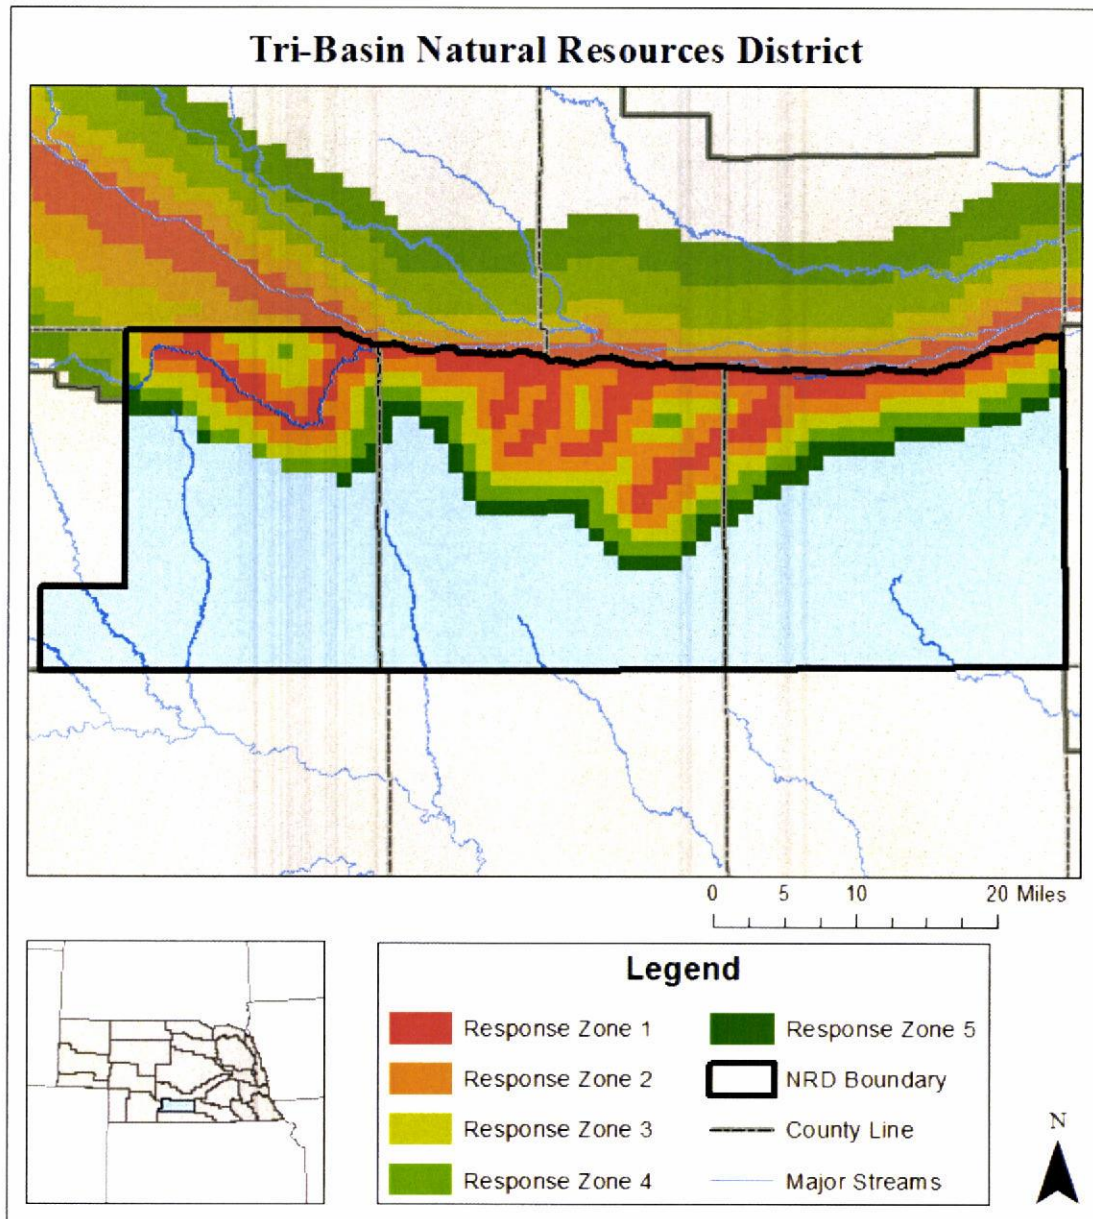 Tri-Basin Natural Resources District
0 5 10 20 Miles
Legend
Response Zone 1
Response Zone 2
Response Zone 3
Response Zone 4
Response Zone 5
NRD Boundary
County Line
Major Streams
N